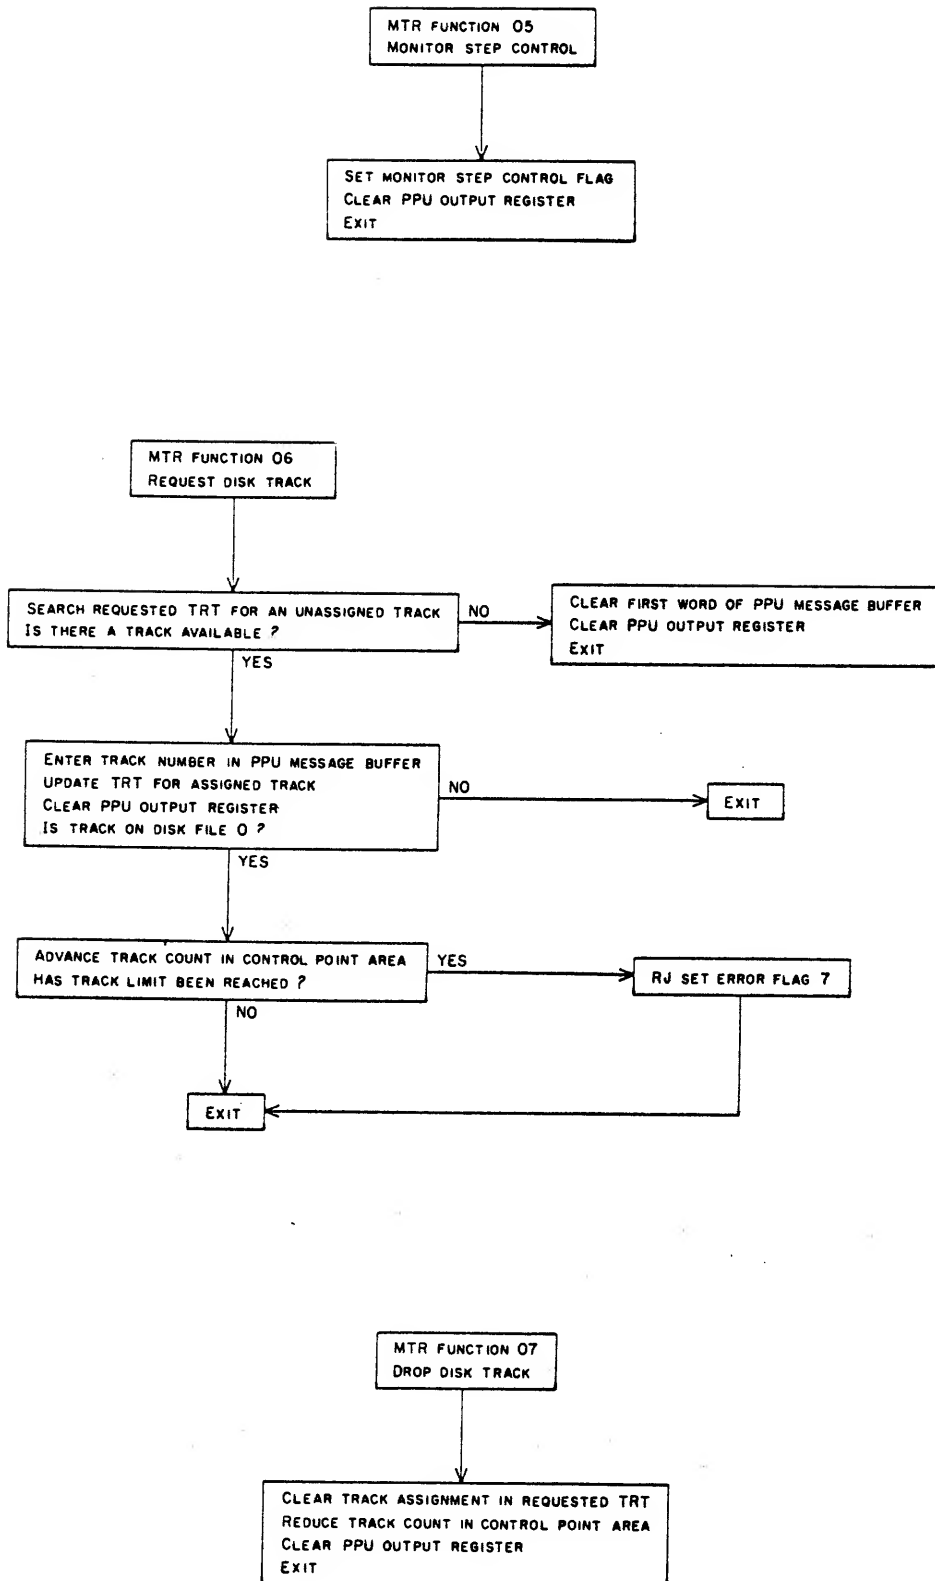 MTR FUNCTION 05
MONITOR STEP CONTROL
SET MONITOR STEP CONTROL FLAG
CLEAR PPU OUTPUT REGISTER
EXIT
MTR FUNCTION 06
REQUEST DISK TRACK
SEARCH REQUESTED TRT FOR AN UNASSIGNED TRACK
IS THERE A TRACK AVAILABLE ?
NO
CLEAR FIRST WORD OF PPU MESSAGE BUFFER
CLEAR PPU OUTPUT REGISTER
EXIT
YES
ENTER TRACK NUMBER IN PPU MESSAGE BUFFER
UPDATE TRT FOR ASSIGNED TRACK
CLEAR PPU OUTPUT REGISTER
IS TRACK ON DISK FILE 0 ?
NO
EXIT
YES
ADVANCE TRACK COUNT IN CONTROL POINT AREA
HAS TRACK LIMIT BEEN REACHED ?
YES
RJ SET ERROR FLAG 7
NO
EXIT
MTR FUNCTION 07
DROP DISK TRACK
CLEAR TRACK ASSIGNMENT IN REQUESTED TRT
REDUCE TRACK COUNT IN CONTROL POINT AREA
CLEAR PPU OUTPUT REGISTER
EXIT